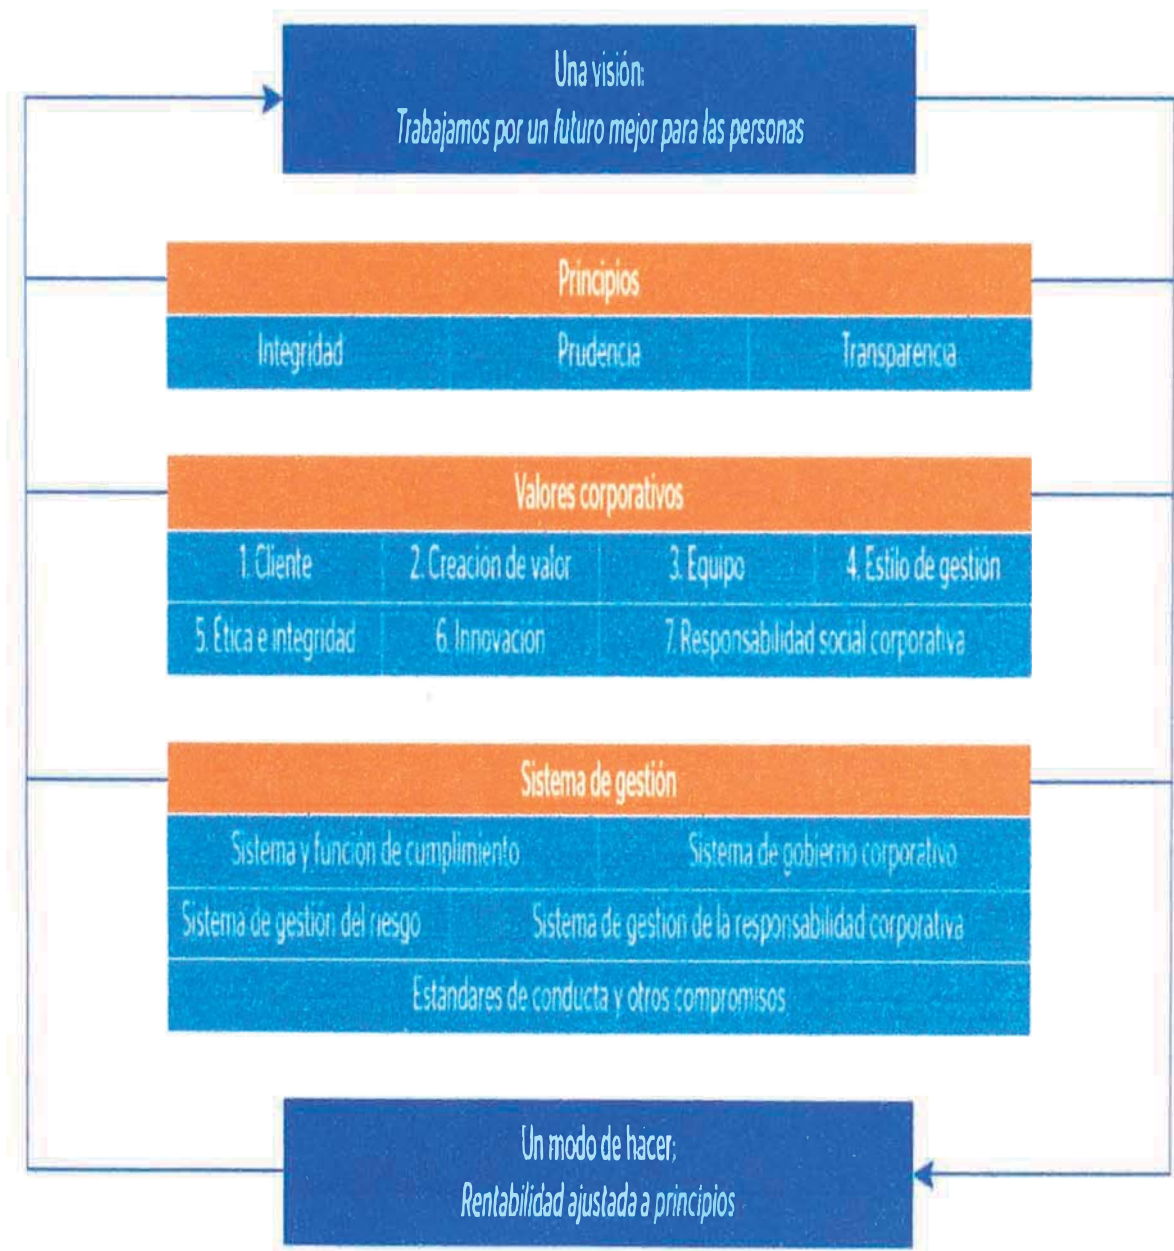 Una visión:
Trabajamos por un futuro mejor para las personas
Principios
Integridad Prudencia Transparencia
Valores corporativos
1. Cliente 2. Creación de valor 3. Equipo 4. Estilo de gestión
5. Ética e integridad 6. Innovación 7. Responsabilidad social corporativa
Sistema de gestión
Sistema y función de cumplimiento Sistema de gobierno corporativo
Sistema de gestión del riesgo Sistema de gestión de la responsabilidad corporativa
Estándares de conducta y otros compromisos
Un modo de hacer:
Rentabilidad ajustada a principios